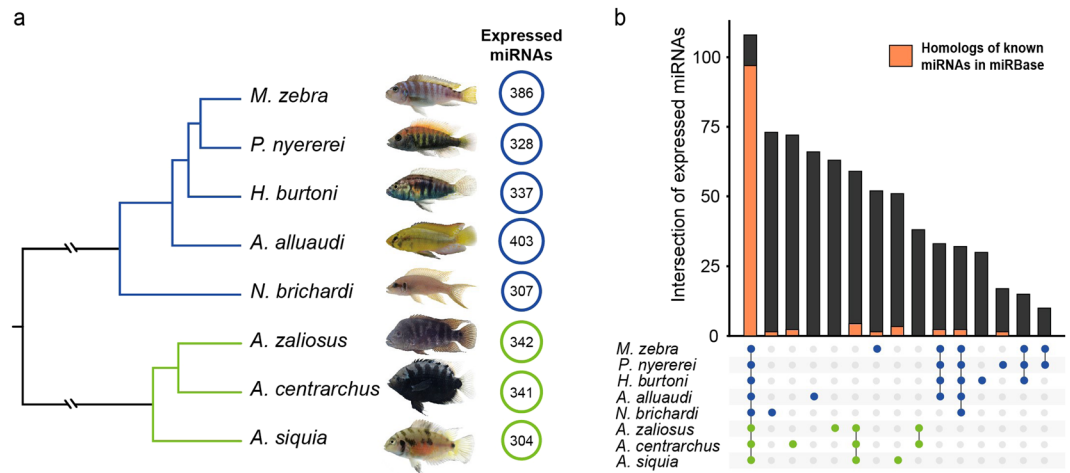 a
Expressed
miRNAs
M. zebra
386
P. nyererei
328
H. burtoni
337
A. alluaudi
403
N. brichardi
307
A. zaliosus
342
A. centrarchus
341
A. siquia
304
b
Intersection of expressed miRNAs
100
75
50
25
0
Homologs of known
miRNAs in miRBase
M. zebra
P. nyererei
H. burtoni
A. alluaudi
N. brichardi
A. zaliosus
A. centrarchus
A. siquia